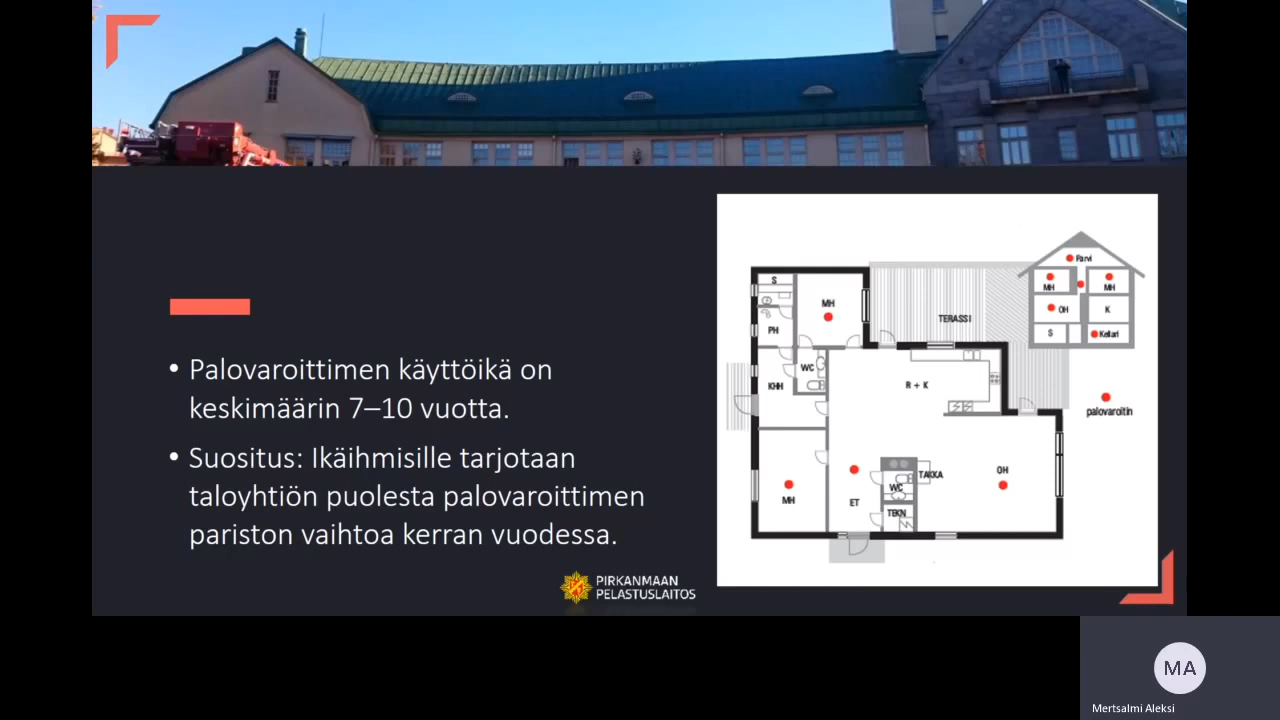 • Palovaroittimen käyttöikä on
keskimäärin 7–10 vuotta.
• Suositus: Ikäihmisille tarjotaan
taloyhtiön puolesta palovaroittimen
pariston vaihtoa kerran vuodessa.
PIRKANMAAN
PELASTUSLAITOS
S
MH
PH
TERASSI
WC
KHH
R + K
MH
ET
WC
TAKKA
TEKN
OH
Parvi
MH
MH
OH
K
S
Kellari
palovaroitin
MA
Mertsalmi Aleksi